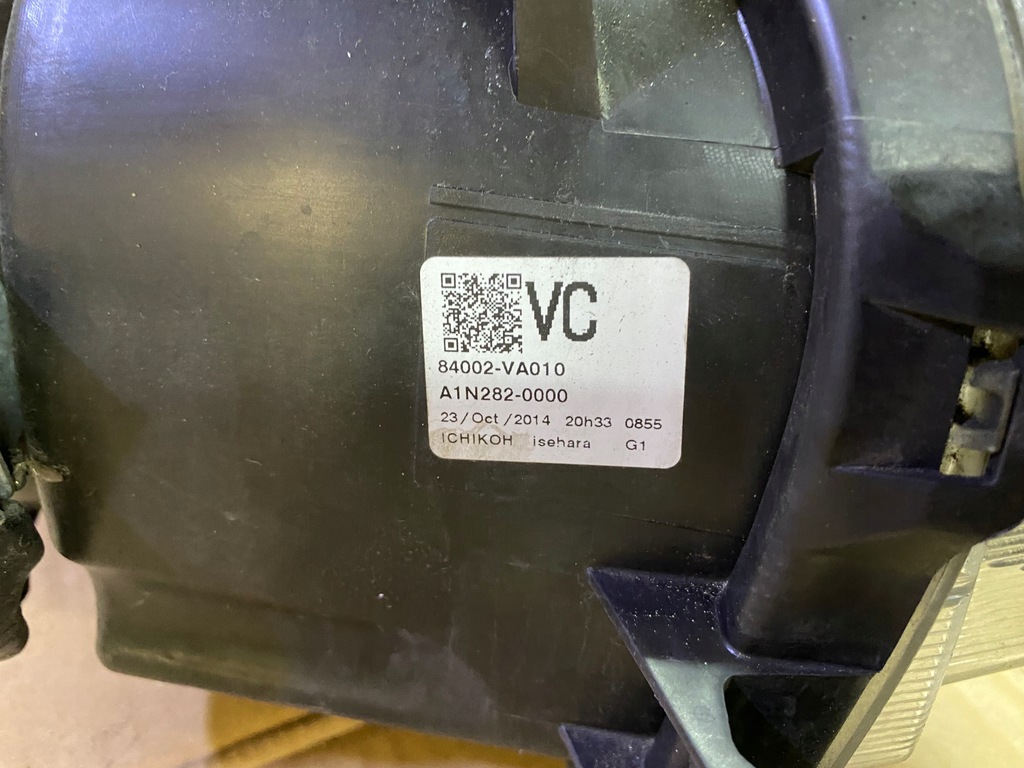 VC
84002-VA010
A1N282-0000
23/Oct/2014 20h33 0855
ICHIKOH isehara G1